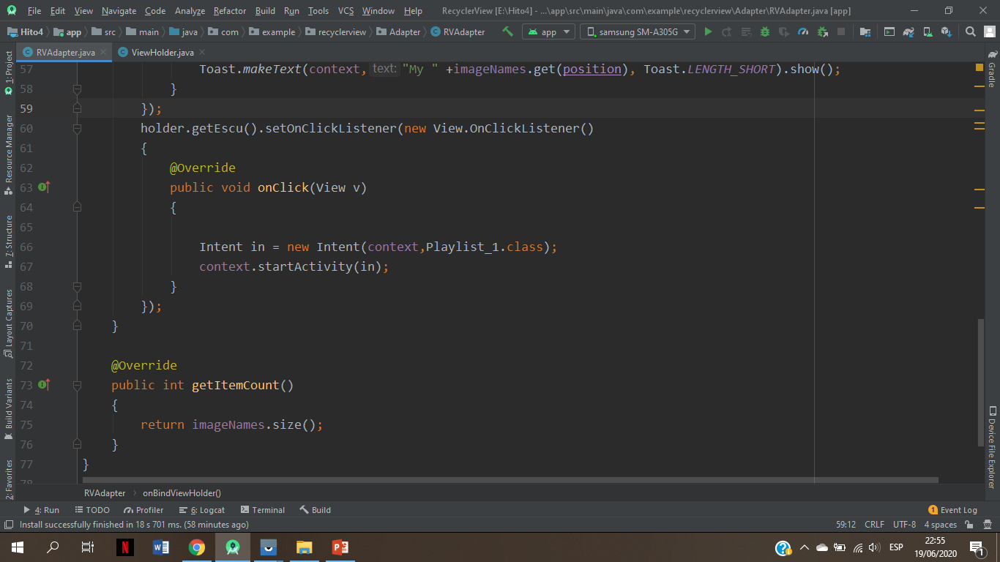 File Edit View Navigate Code Analyze Refactor Build Run Tools VCS Window Help RecyclerView [E:\Hito4] - ...\app\src\main\java\com\example\recyclerview\Adapter\RVAdapter.java [app]
Hito4 app src main java com example recyclerview Adapter RVAdapter app samsung SM-A305G
RVAdapter.java ViewHolder.java
1: Project
Resource Manager
7: Structure
Layout Captures
Build Variants
2: Favorites
57 Toast.makeText(context, text: "My " +imageNames.get(position), Toast.LENGTH_SHORT).show();
58 }
59 });
60 holder.getEscu().setOnClickListener(new View.OnClickListener()
61 {
62 @Override
63 public void onClick(View v)
64 {
65
66 Intent in = new Intent(context,Playlist_1.class);
67 context.startActivity(in);
68 }
69 });
70 }
71
72 @Override
73 public int getItemCount()
74 {
75 return imageNames.size();
76 }
77 }
78
Gradle
Device File Explorer
RVAdapter onBindViewHolder()
4: Run TODO Profiler 6: Logcat Terminal Build 1 Event Log
Install successfully finished in 18 s 701 ms. (58 minutes ago) 59:12 CRLF UTF-8 4 spaces
ESP 22:55
19/06/2020 1